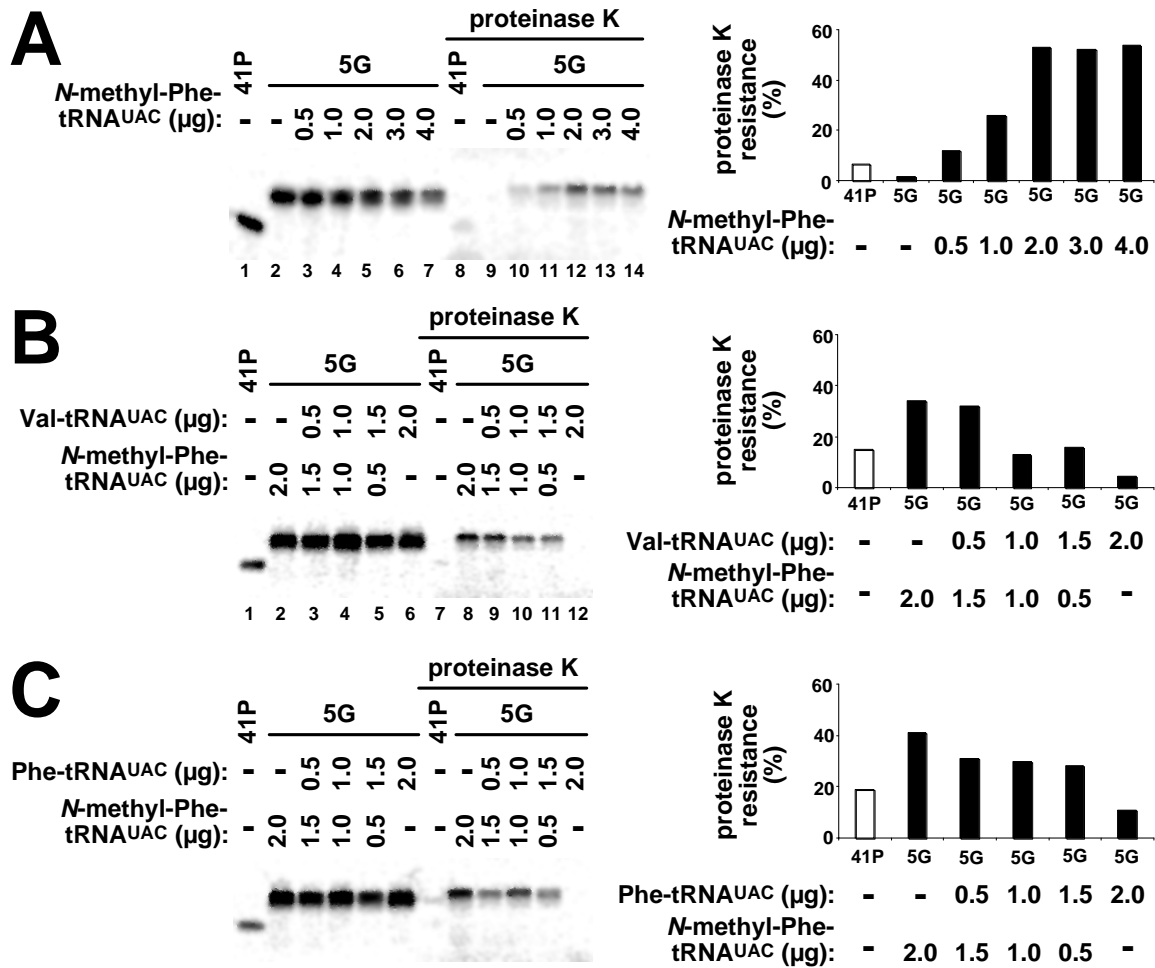 A
proteinase K
41P
5G
41P
5G
N-methyl-Phe-
tRNAUAC (µg):
- - 0.5 1.0 2.0 3.0 4.0 - - 0.5 1.0 2.0 3.0 4.0
1 2 3 4 5 6 7 8 9 10 11 12 13 14
proteinase K
resistance
(%)
60
40
20
0
41P 5G 5G 5G 5G 5G 5G
N-methyl-Phe-
tRNAUAC (µg): - - 0.5 1.0 2.0 3.0 4.0
B
proteinase K
41P
5G
41P
5G
Val-tRNAUAC (µg): - - 0.5 1.0 1.5 2.0 - - 0.5 1.0 1.5 2.0
N-methyl-Phe-
tRNAUAC (µg): - 2.0 1.5 1.0 0.5 - - 2.0 1.5 1.0 0.5 -
1 2 3 4 5 6 7 8 9 10 11 12
proteinase K
resistance
(%)
60
40
20
0
41P 5G 5G 5G 5G 5G
Val-tRNAUAC (µg): - - 0.5 1.0 1.5 2.0
N-methyl-Phe-
tRNAUAC (µg): - 2.0 1.5 1.0 0.5 -
C
proteinase K
41P
5G
41P
5G
Phe-tRNAUAC (µg): - - 0.5 1.0 1.5 2.0 - - 0.5 1.0 1.5 2.0
N-methyl-Phe-
tRNAUAC (µg): - 2.0 1.5 1.0 0.5 - - 2.0 1.5 1.0 0.5 -
proteinase K
resistance
(%)
60
40
20
0
41P 5G 5G 5G 5G 5G
Phe-tRNAUAC (µg): - - 0.5 1.0 1.5 2.0
N-methyl-Phe-
tRNAUAC (µg): - 2.0 1.5 1.0 0.5 -